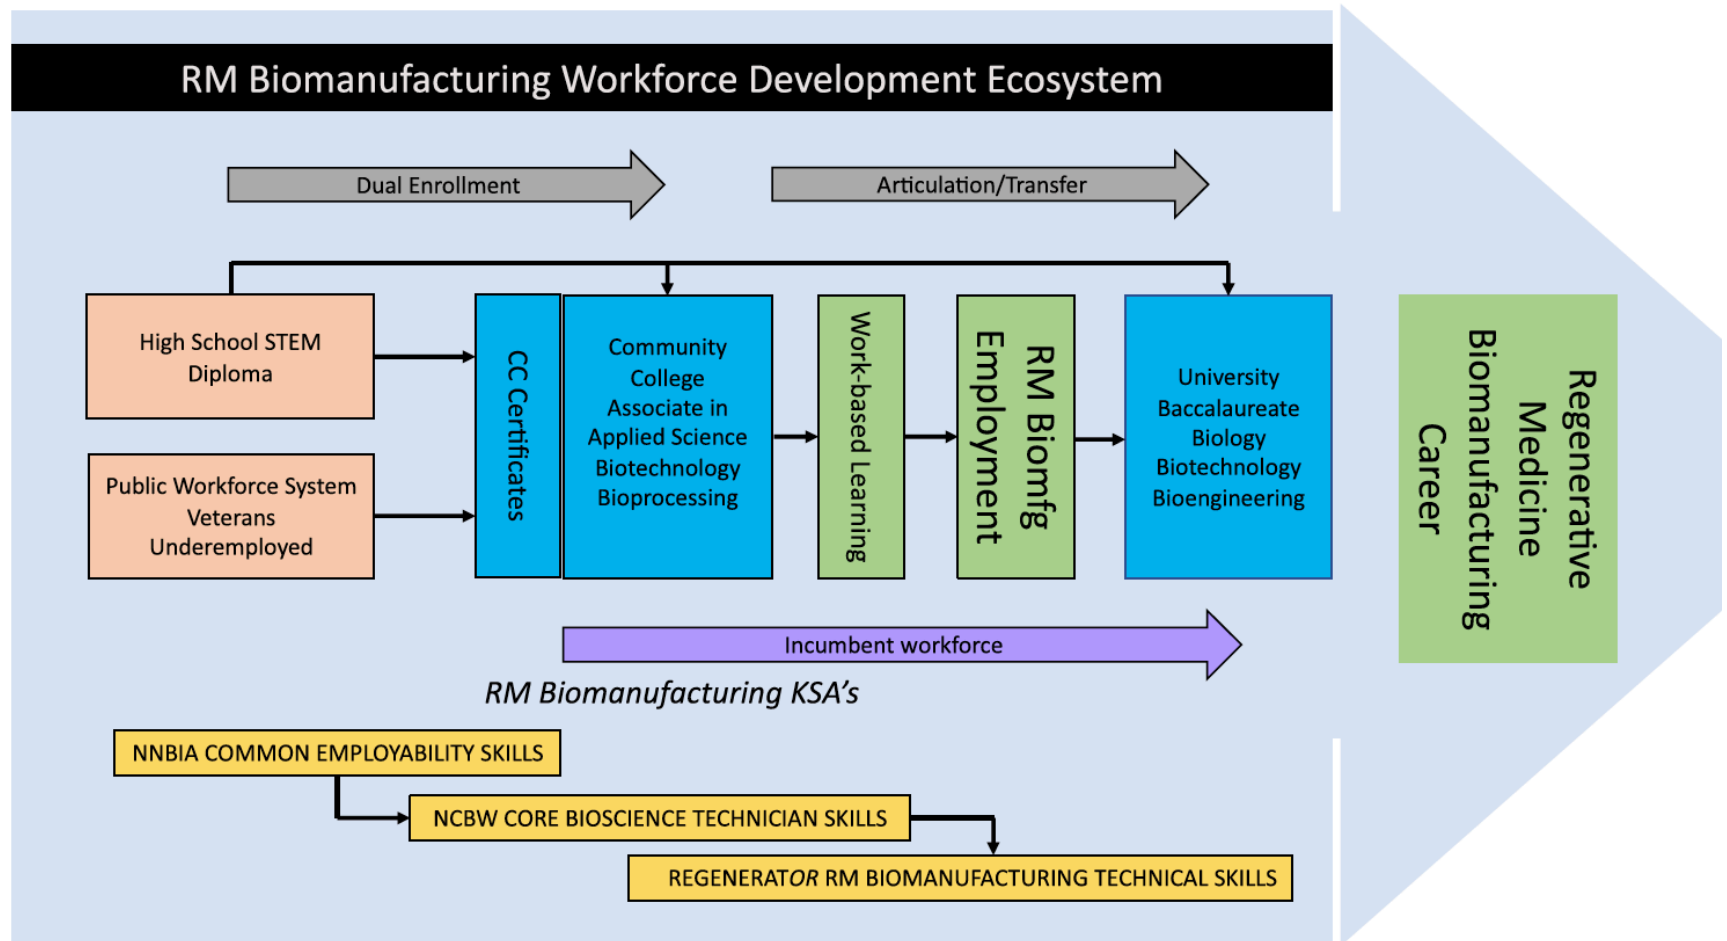 RM Biomanufacturing Workforce Development Ecosystem
Dual Enrollment
Articulation/Transfer
High School STEM
Diploma
Public Workforce System
Veterans
Underemployed
CC Certificates
Community
College
Associate in
Applied Science
Biotechnology
Bioprocessing
Work-based Learning
RM Biomfg
Employment
University
Baccalaureate
Biology
Biotechnology
Bioengineering
Regenerative
Medicine
Biomanufacturing
Career
Incumbent workforce
RM Biomanufacturing KSA's
NNBIA COMMON EMPLOYABILITY SKILLS
NCBW CORE BIOSCIENCE TECHNICIAN SKILLS
REGENERATOR RM BIOMANUFACTURING TECHNICAL SKILLS